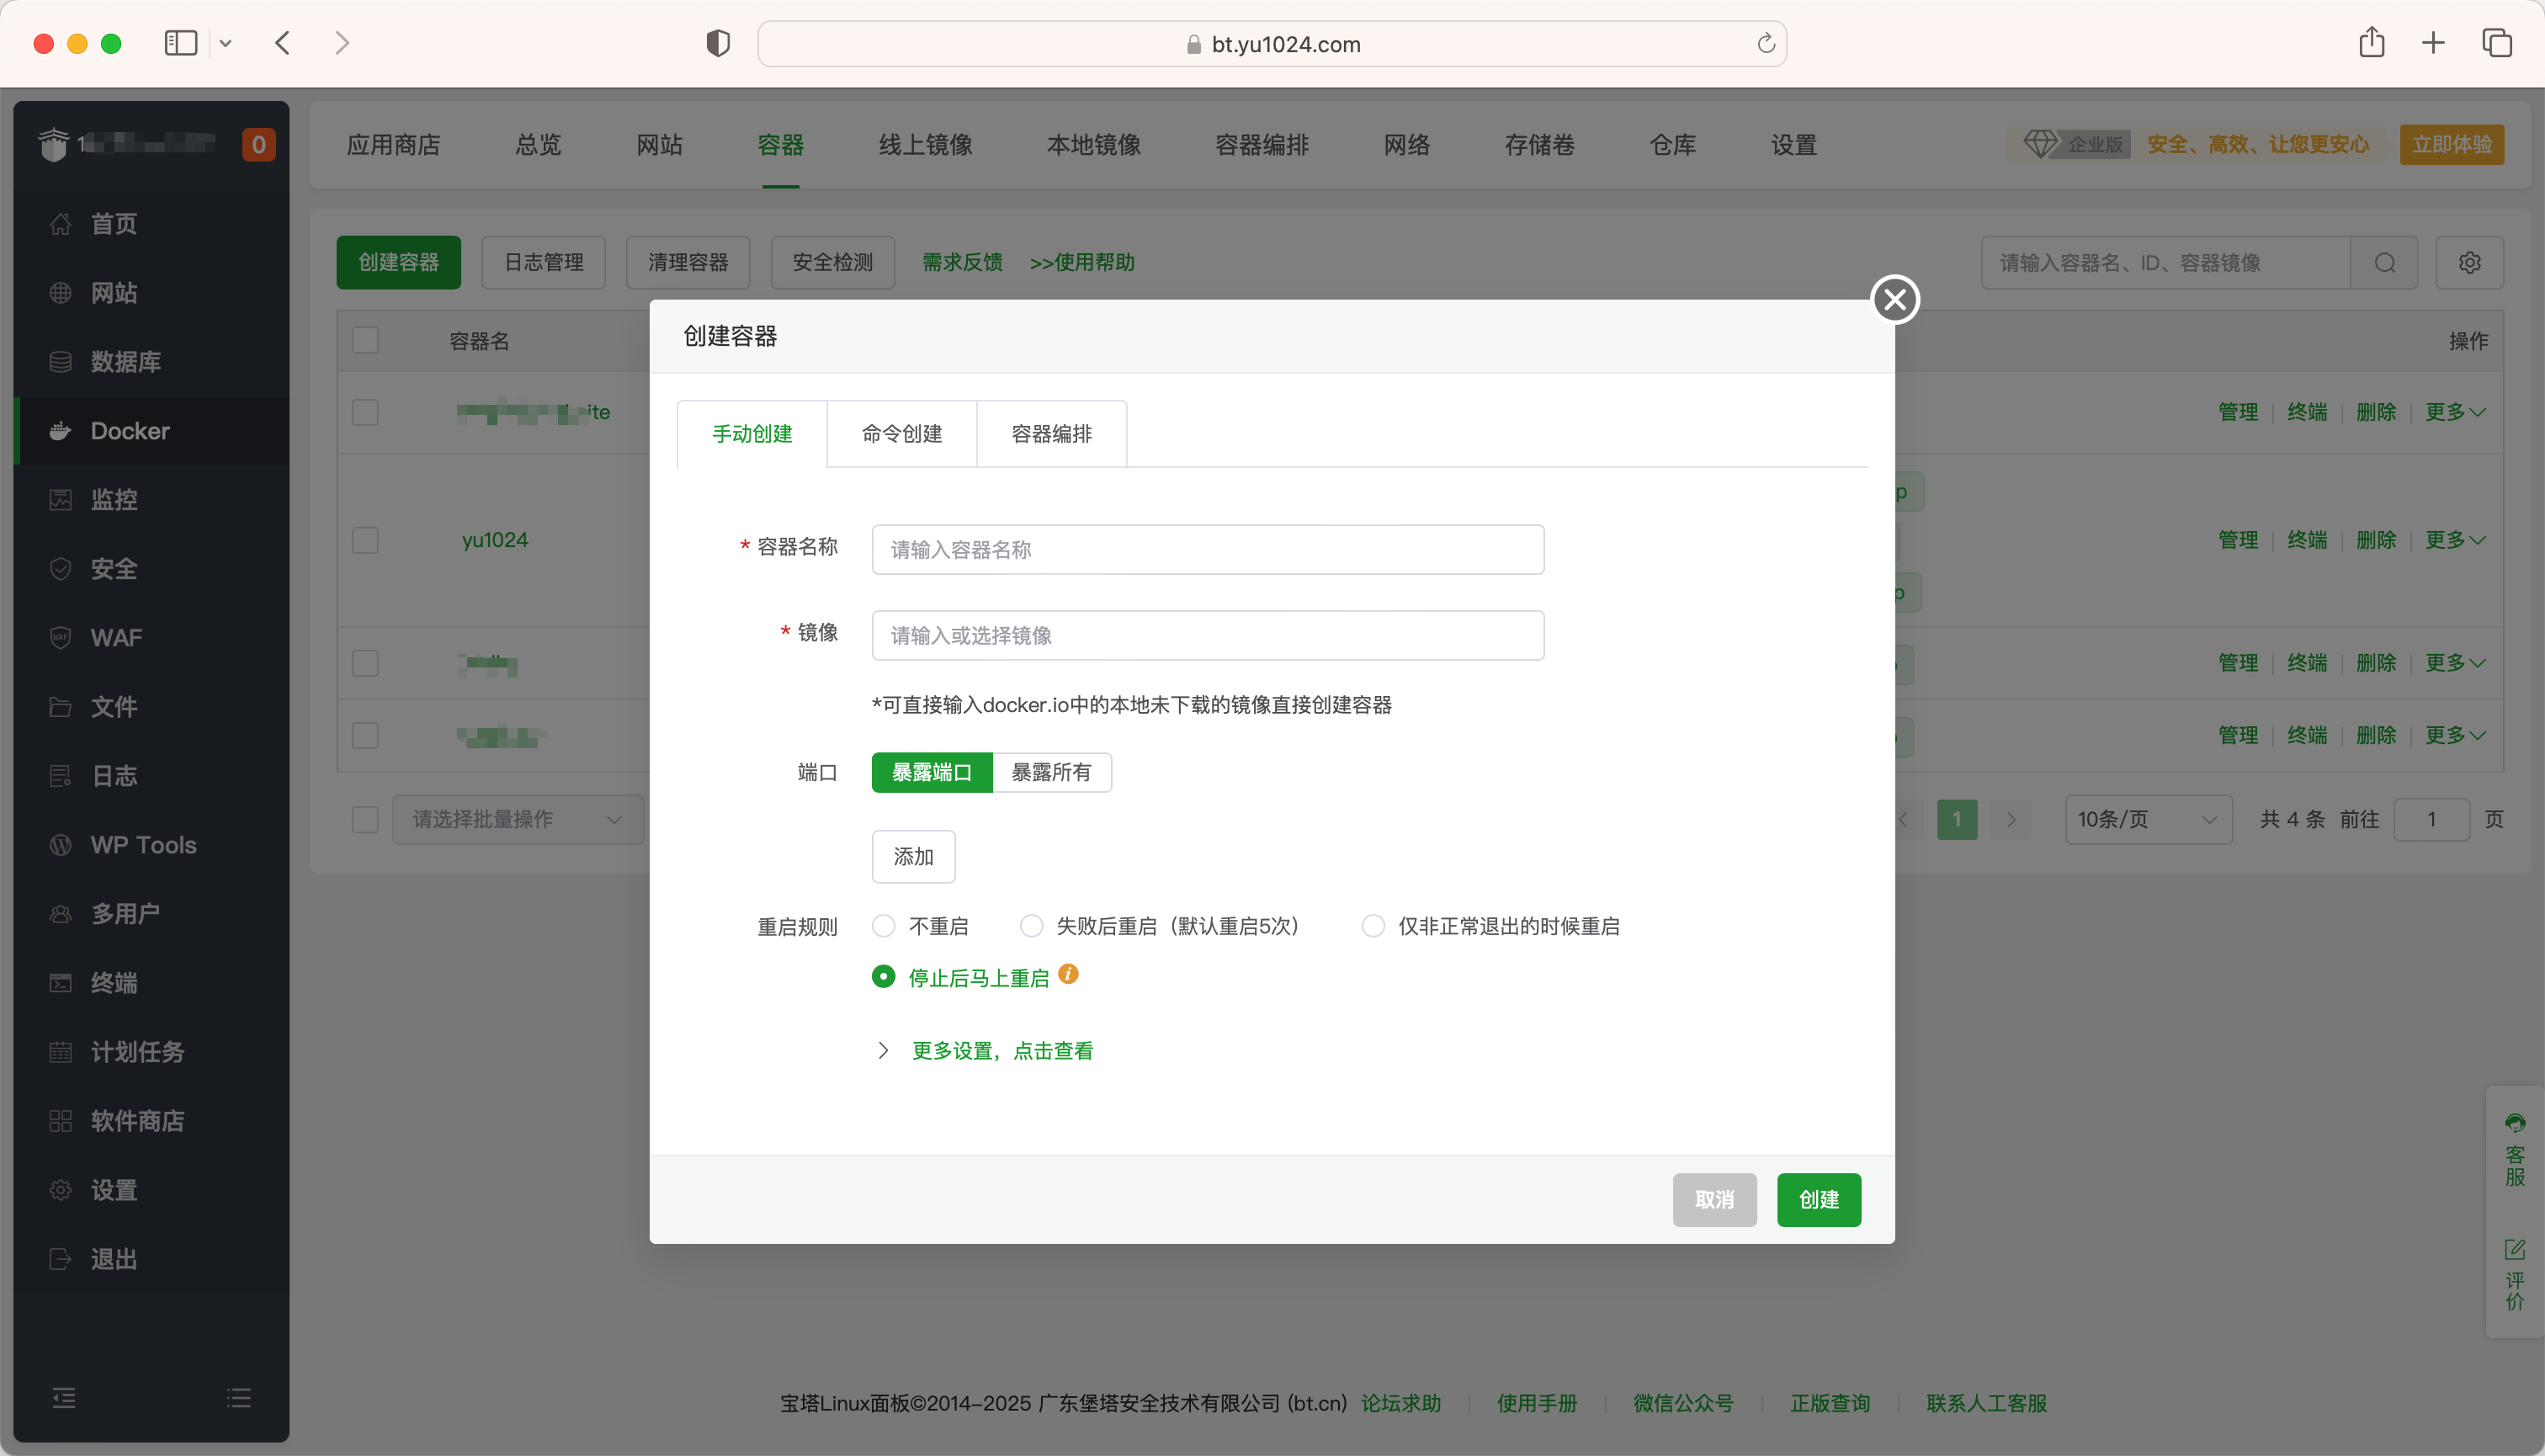 bt.yu1024.com
0
应用商店 总览 网站 容器 线上镜像 本地镜像 容器编排 网络 存储卷 仓库 设置 企业版 安全、高效、让您更安心 立即体验
首页
网站
数据库
Docker
监控
安全
WAF
文件
日志
WP Tools
多用户
终端
计划任务
软件商店
设置
退出
创建容器 日志管理 清理容器 安全检测 需求反馈 >>使用帮助 请输入容器名、ID、容器镜像
容器名 操作
管理 终端 删除 更多
yu1024 管理 终端 删除 更多
管理 终端 删除 更多
管理 终端 删除 更多
请选择批量操作 1 10条/页 共 4 条 前往 1 页
创建容器
手动创建 命令创建 容器编排
* 容器名称 请输入容器名称
* 镜像 请输入或选择镜像
*可直接输入docker.io中的本地未下载的镜像直接创建容器
端口 暴露端口 暴露所有
添加
重启规则 不重启 失败后重启（默认重启5次） 仅非正常退出的时候重启
停止后马上重启
更多设置，点击查看
取消 创建
客服
评价
宝塔Linux面板©2014-2025 广东堡塔安全技术有限公司 (bt.cn) 论坛求助 使用手册 微信公众号 正版查询 联系人工客服